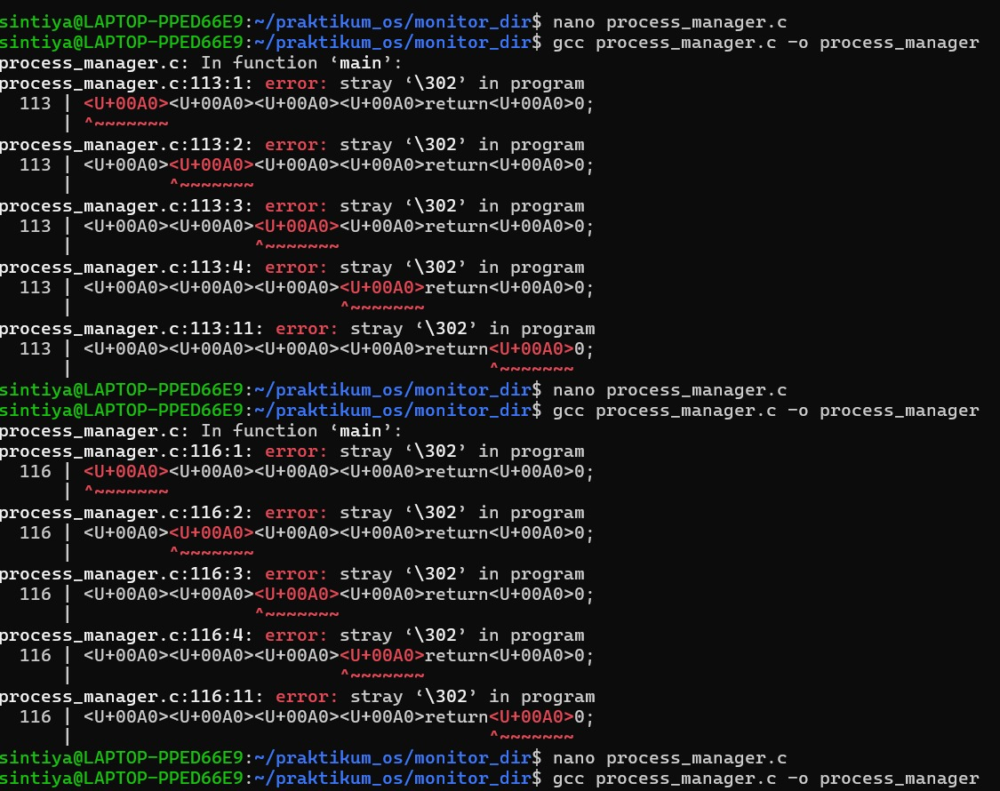 sintiya@LAPTOP-PPED66E9:~/praktikum_os/monitor_dir$ nano process_manager.c
sintiya@LAPTOP-PPED66E9:~/praktikum_os/monitor_dir$ gcc process_manager.c -o process_manager
process_manager.c: In function ‘main’:
process_manager.c:113:1: error: stray ‘\302’ in program
  113 | <U+00A0><U+00A0><U+00A0><U+00A0>return<U+00A0>0;
      | ^~~~~~~~
process_manager.c:113:2: error: stray ‘\302’ in program
  113 | <U+00A0><U+00A0><U+00A0><U+00A0>return<U+00A0>0;
      |         ^~~~~~~~
process_manager.c:113:3: error: stray ‘\302’ in program
  113 | <U+00A0><U+00A0><U+00A0><U+00A0>return<U+00A0>0;
      |                 ^~~~~~~~
process_manager.c:113:4: error: stray ‘\302’ in program
  113 | <U+00A0><U+00A0><U+00A0><U+00A0>return<U+00A0>0;
      |                         ^~~~~~~~
process_manager.c:113:11: error: stray ‘\302’ in program
  113 | <U+00A0><U+00A0><U+00A0><U+00A0>return<U+00A0>0;
      |                                       ^~~~~~~~
sintiya@LAPTOP-PPED66E9:~/praktikum_os/monitor_dir$ nano process_manager.c
sintiya@LAPTOP-PPED66E9:~/praktikum_os/monitor_dir$ gcc process_manager.c -o process_manager
process_manager.c: In function ‘main’:
process_manager.c:116:1: error: stray ‘\302’ in program
  116 | <U+00A0><U+00A0><U+00A0><U+00A0>return<U+00A0>0;
      | ^~~~~~~~
process_manager.c:116:2: error: stray ‘\302’ in program
  116 | <U+00A0><U+00A0><U+00A0><U+00A0>return<U+00A0>0;
      |         ^~~~~~~~
process_manager.c:116:3: error: stray ‘\302’ in program
  116 | <U+00A0><U+00A0><U+00A0><U+00A0>return<U+00A0>0;
      |                 ^~~~~~~~
process_manager.c:116:4: error: stray ‘\302’ in program
  116 | <U+00A0><U+00A0><U+00A0><U+00A0>return<U+00A0>0;
      |                         ^~~~~~~~
process_manager.c:116:11: error: stray ‘\302’ in program
  116 | <U+00A0><U+00A0><U+00A0><U+00A0>return<U+00A0>0;
      |                                       ^~~~~~~~
sintiya@LAPTOP-PPED66E9:~/praktikum_os/monitor_dir$ nano process_manager.c
sintiya@LAPTOP-PPED66E9:~/praktikum_os/monitor_dir$ gcc process_manager.c -o process_manager